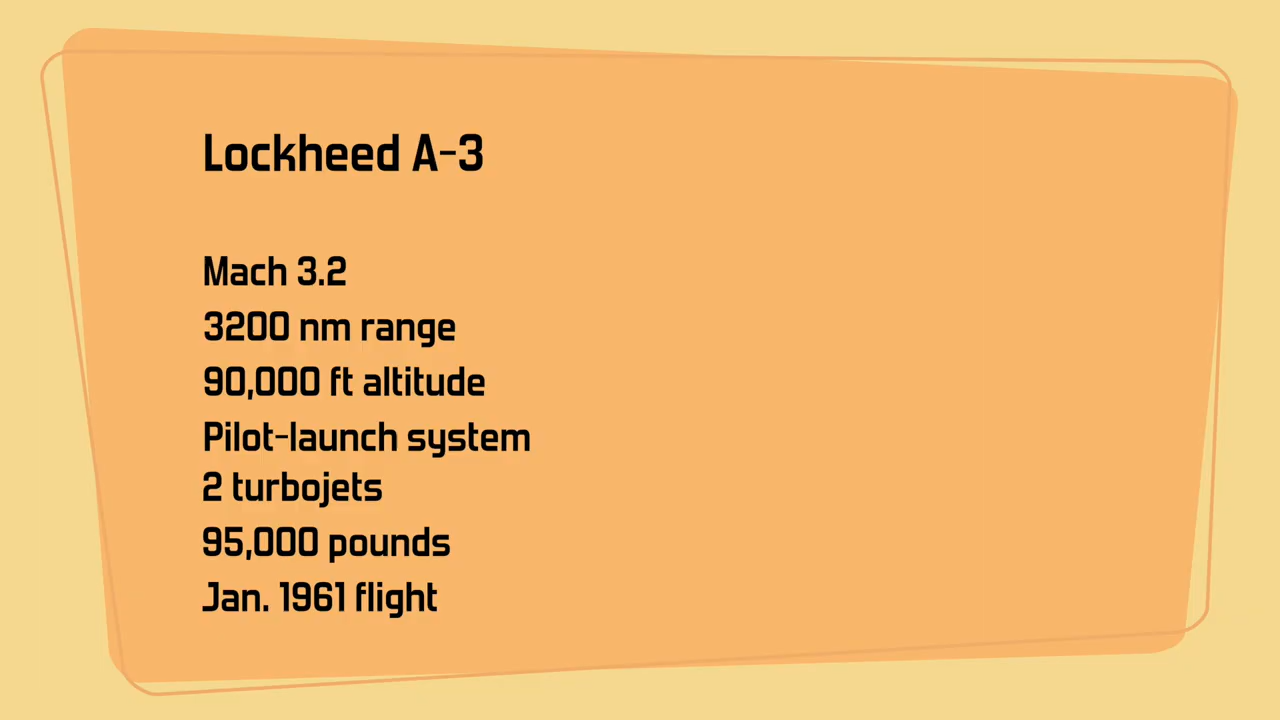 Lockheed A-3
Mach 3.2
3200 nm range
90,000 ft altitude
Pilot-launch system
2 turbojets
95,000 pounds
Jan. 1961 flight